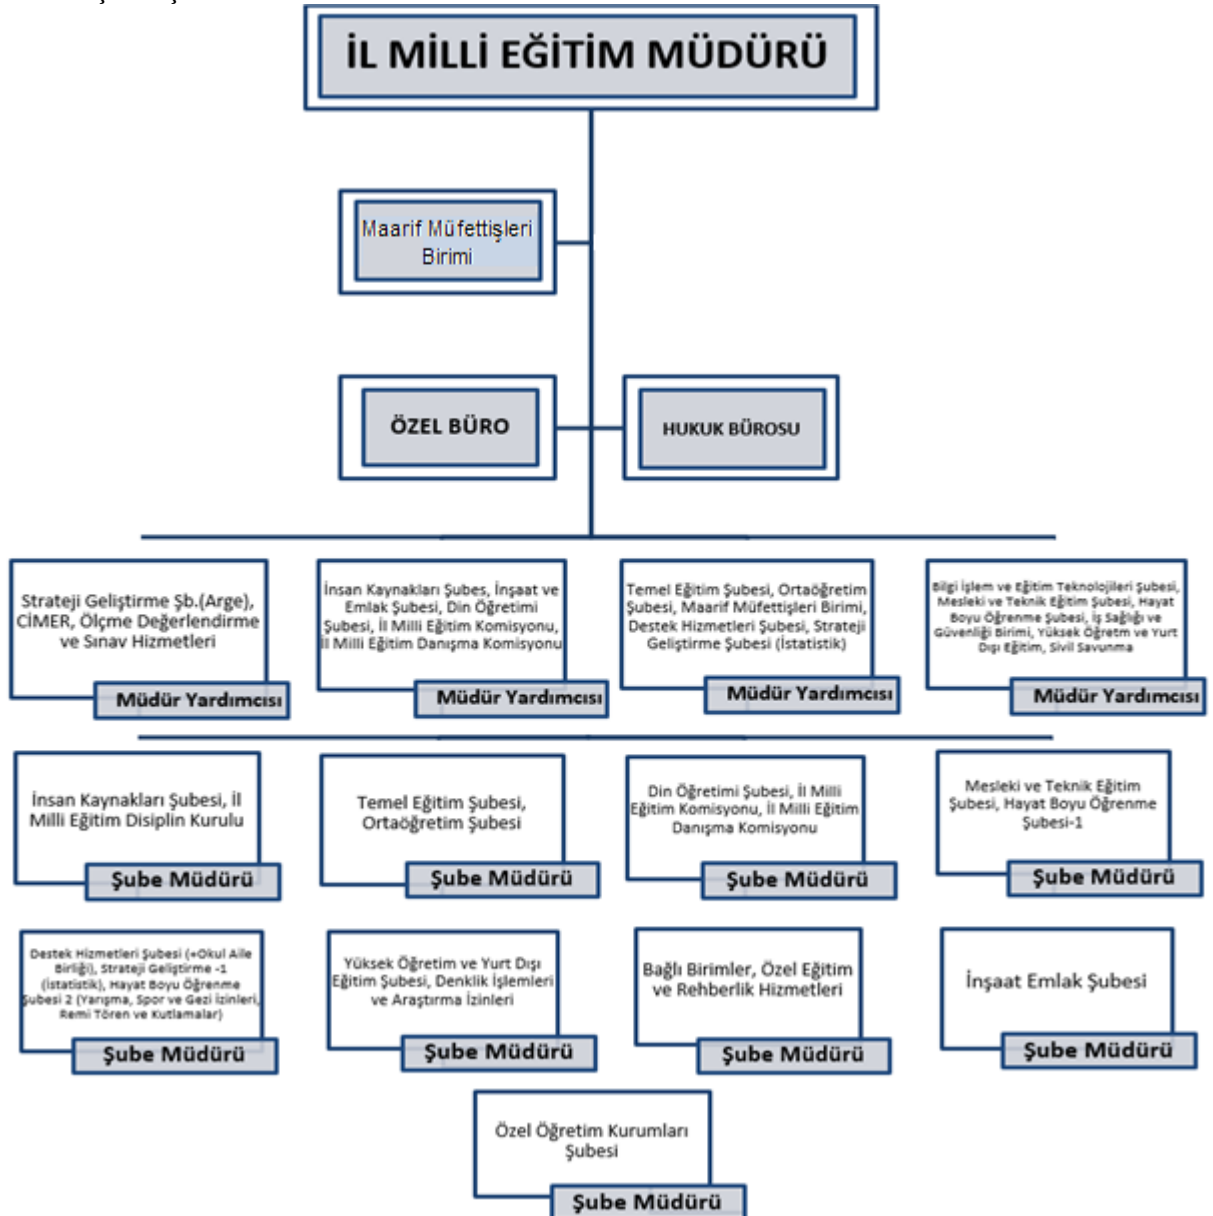 İL MİLLİ EĞİTİM MÜDÜRÜ
Maarif Müfettişleri
Birimi
ÖZEL BÜRO
HUKUK BÜROSU
Strateji Geliştirme Şb.(Arge),
CİMER, Ölçme Değerlendirme
ve Sınav Hizmetleri
Müdür Yardımcısı
İnsan Kaynakları Şubes, İnşaat ve
Emlak Şubesi, Din Öğretimi
Şubesi, İl Milli Eğitim Komisyonu,
İl Milli Eğitim Danışma Komisyonu
Müdür Yardımcısı
Temel Eğitim Şubesi, Ortaöğretim
Şubesi, Maarif Müfettişleri Birimi,
Destek Hizmetleri Şubesi, Strateji
Geliştirme Şubesi (İstatistik)
Müdür Yardımcısı
Bilgi İşlem ve Eğitim Teknolojileri Şubesi,
Mesleki ve Teknik Eğitim Şubesi, Hayat
Boyu Öğrenme Şubesi, İş Sağlığı ve
Güvenliği Birimi, Yüksek Öğretm ve Yurt
Dışı Eğitim, Sivil Savunma
Müdür Yardımcısı
İnsan Kaynakları Şubesi, İl
Milli Eğitim Disiplin Kurulu
Şube Müdürü
Temel Eğitim Şubesi,
Ortaöğretim Şubesi
Şube Müdürü
Din Öğretimi Şubesi, İl Milli
Eğitim Komisyonu, İl Milli Eğitim
Danışma Komisyonu
Şube Müdürü
Mesleki ve Teknik Eğitim
Şubesi, Hayat Boyu Öğrenme
Şubesi-1
Şube Müdürü
Destek Hizmetleri Şubesi (+Okul Aile
Birliği), Strateji Geliştirme -1
(İstatistik), Hayat Boyu Öğrenme
Şubesi 2 (Yarışma, Spor ve Gezi İzinleri,
Remi Tören ve Kutlamalar)
Şube Müdürü
Yüksek Öğretim ve Yurt Dışı
Eğitim Şubesi, Denklik İşlemleri
ve Araştırma İzinleri
Şube Müdürü
Bağlı Birimler, Özel Eğitim
ve Rehberlik Hizmetleri
Şube Müdürü
İnşaat Emlak Şubesi
Şube Müdürü
Özel Öğretim Kurumları
Şubesi
Şube Müdürü